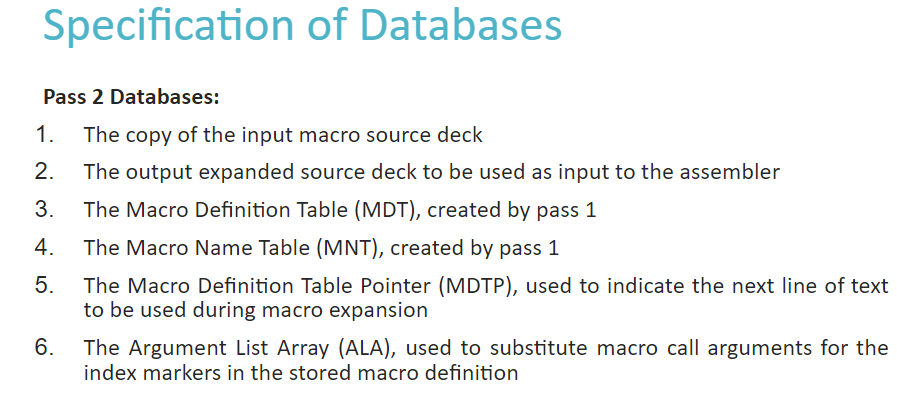 Specification of Databases
Pass 2 Databases:
1. The copy of the input macro source deck
2. The output expanded source deck to be used as input to the assembler
3. The Macro Definition Table (MDT), created by pass 1
4. The Macro Name Table (MNT), created by pass 1
5. The Macro Definition Table Pointer (MDTP), used to indicate the next line of text
to be used during macro expansion
6. The Argument List Array (ALA), used to substitute macro call arguments for the
index markers in the stored macro definition